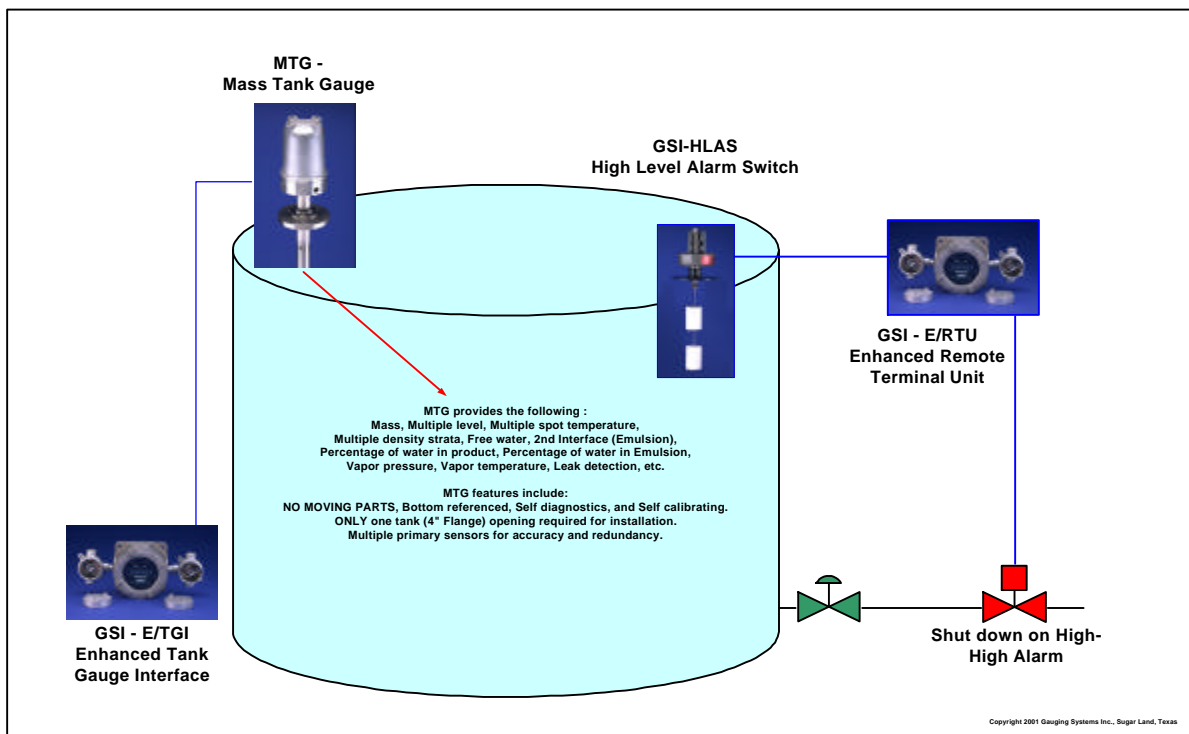 MTG -
Mass Tank Gauge
GSI-HLAS
High Level Alarm Switch
GSI - E/RTU
Enhanced Remote
Terminal Unit
MTG provides the following :
Mass, Multiple level, Multiple spot temperature,
Multiple density strata, Free water, 2nd Interface (Emulsion),
Percentage of water in product, Percentage of water in Emulsion,
Vapor pressure, Vapor temperature, Leak detection, etc.
MTG features include:
NO MOVING PARTS, Bottom referenced, Self diagnostics, and Self calibrating.
ONLY one tank (4" Flange) opening required for installation.
Multiple primary sensors for accuracy and redundancy.
GSI - E/TGI
Enhanced Tank
Gauge Interface
Shut down on High-
High Alarm
Copyright 2001 Gauging Systems Inc., Sugar Land, Texas